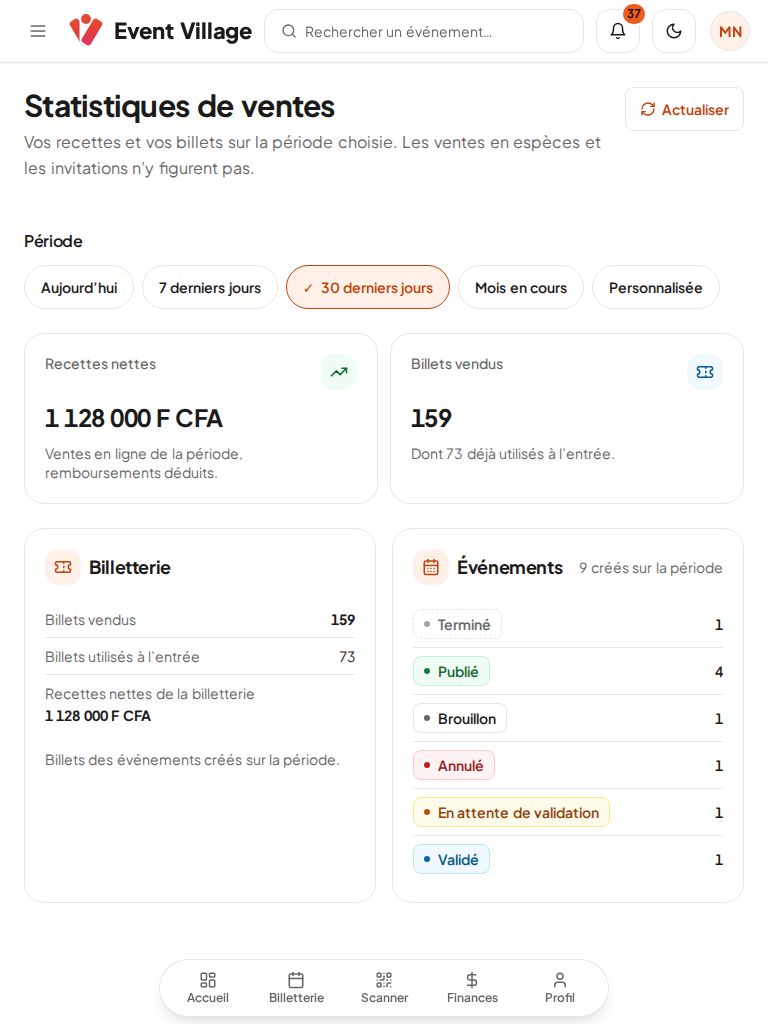 Event Village
Rechercher un événement…
37
MN
Statistiques de ventes
Actualiser
Vos recettes et vos billets sur la période choisie. Les ventes en espèces et
les invitations n’y figurent pas.
Période
Aujourd’hui
7 derniers jours
✓ 30 derniers jours
Mois en cours
Personnalisée
Recettes nettes
1 128 000 F CFA
Ventes en ligne de la période,
remboursements déduits.
Billets vendus
159
Dont 73 déjà utilisés à l’entrée.
Billetterie
Billets vendus 159
Billets utilisés à l’entrée 73
Recettes nettes de la billetterie
1 128 000 F CFA
Billets des événements créés sur la période.
Événements 9 créés sur la période
Terminé 1
Publié 4
Brouillon 1
Annulé 1
En attente de validation 1
Validé 1
Accueil
Billetterie
Scanner
Finances
Profil